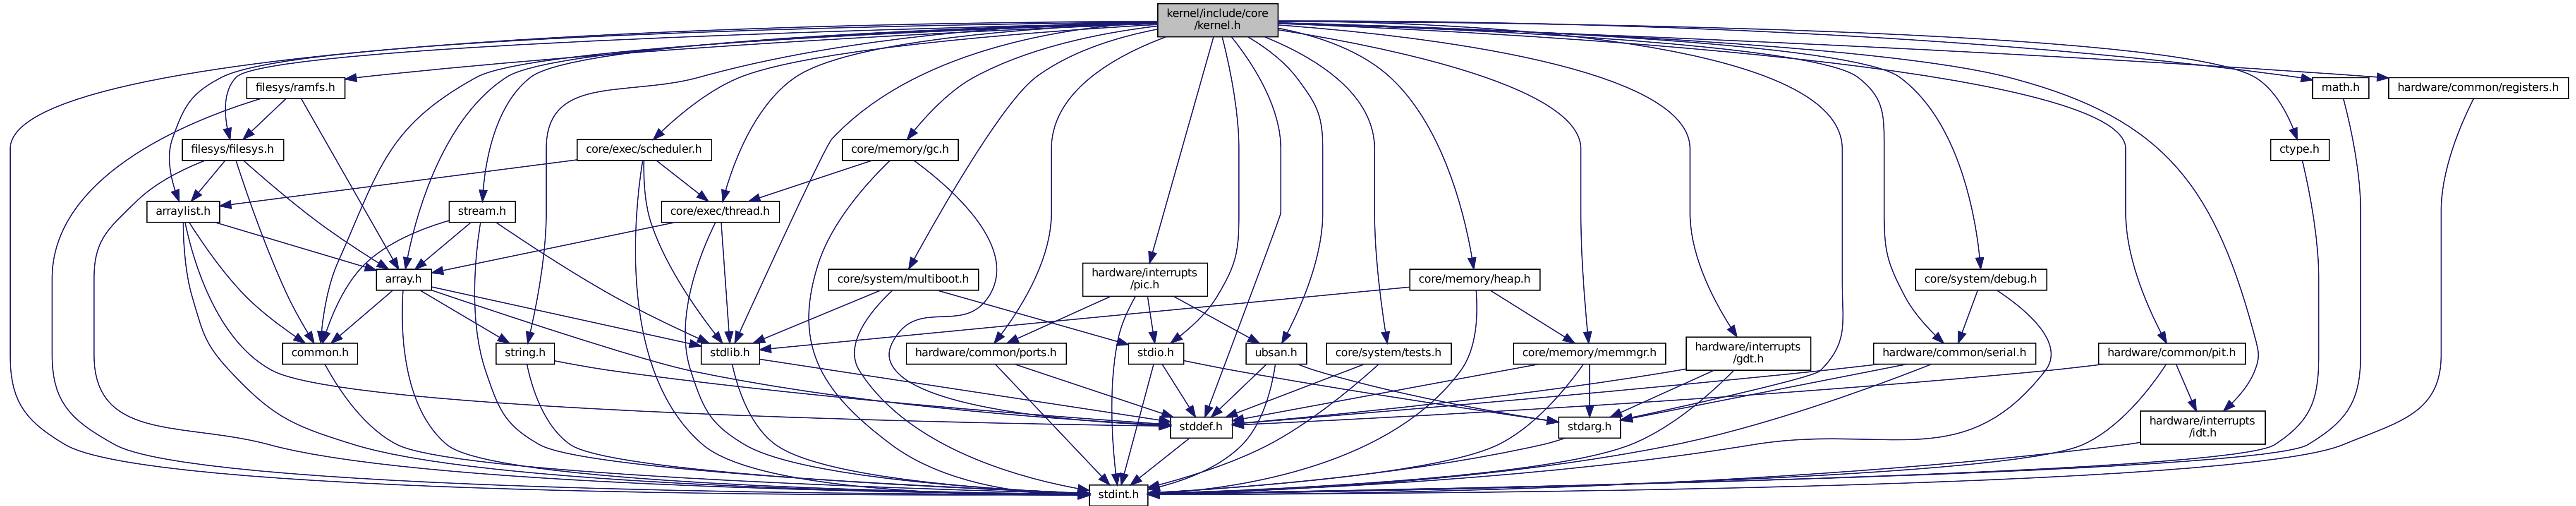 kernel/include/core
/kernel.h
filesys/ramfs.h
math.h
hardware/common/registers.h
filesys/filesys.h
core/exec/scheduler.h
core/memory/gc.h
ctype.h
arraylist.h
stream.h
core/exec/thread.h
array.h
core/system/multiboot.h
hardware/interrupts
/pic.h
core/memory/heap.h
core/system/debug.h
common.h
string.h
stdlib.h
hardware/common/ports.h
stdio.h
ubsan.h
core/system/tests.h
core/memory/memmgr.h
hardware/interrupts
/gdt.h
hardware/common/serial.h
hardware/common/pit.h
stddef.h
stdarg.h
hardware/interrupts
/idt.h
stdint.h